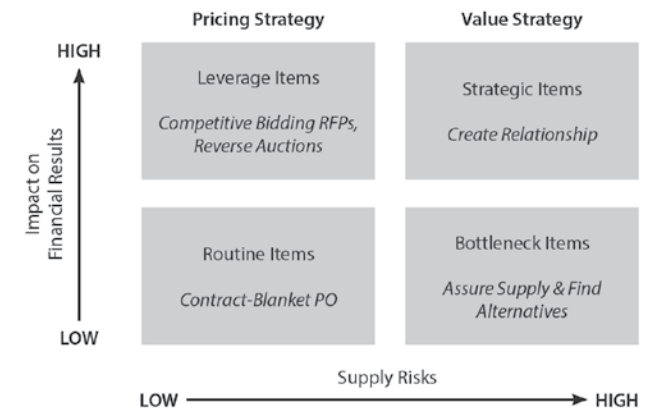 Pricing Strategy
Value Strategy
HIGH
Leverage Items
Competitive Bidding RFPs,
Reverse Auctions
Strategic Items
Create Relationship
Impact on
Financial Results
Routine Items
Contract-Blanket PO
Bottleneck Items
Assure Supply & Find
Alternatives
LOW
Supply Risks
LOW
HIGH